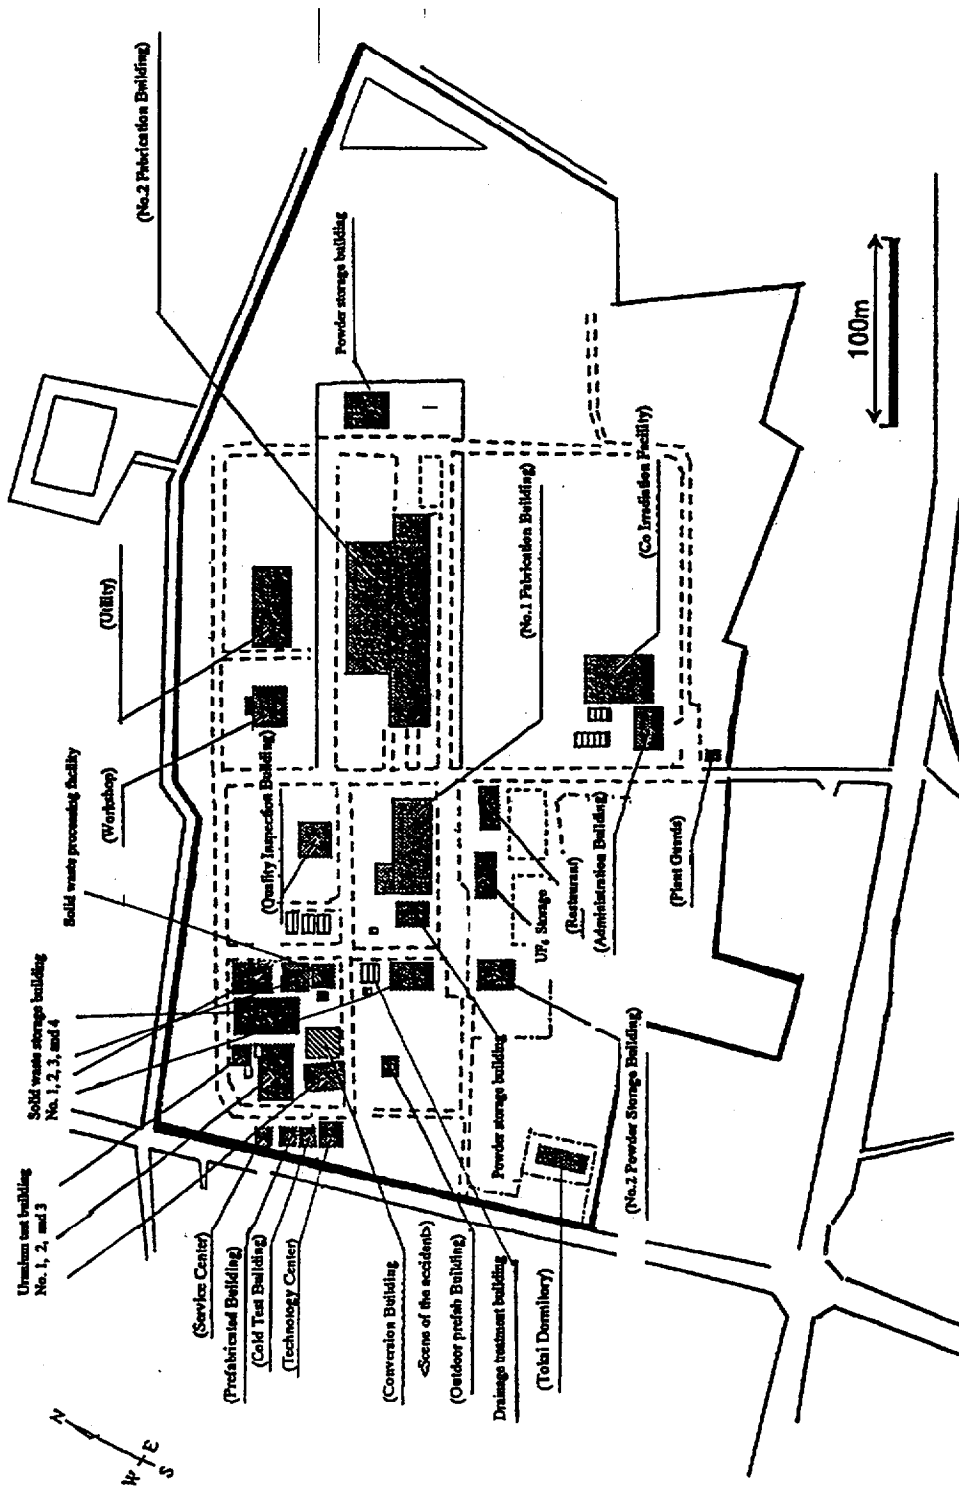 Uranium test building
No. 1, 2, and 3
Solid waste storage building
No. 1, 2, 3, and 4
Solid waste processing facility
(Workshop)
(Utility)
(No.2 Fabrication Building)
Powder storage building
(Quality Inspection Building)
(No.1 Fabrication Building)
(Co Irradiation Facility)
100m
(Service Center)
(Prefabricated Building)
(Cold Test Building)
(Technology Center)
(Conversion Building
<Scene of the accident>)
(Outdoor prefab Building)
Drainage treatment building
(Tokai Dormitory)
Powder storage building
(No.2 Powder Storage Building)
UF₆ Storage
(Restaurant)
(Administration Building)
(Plant Guards)
N
W
E
S